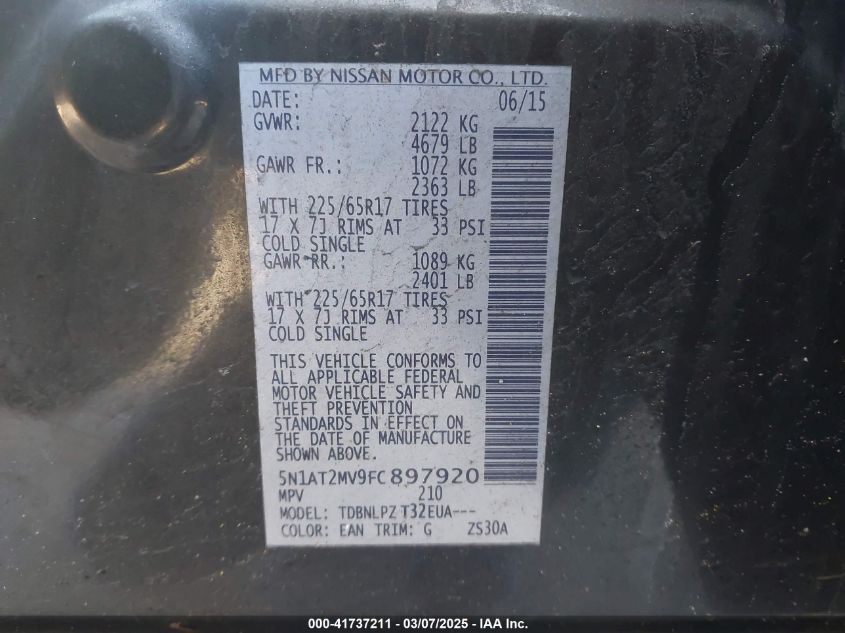 MFD BY NISSAN MOTOR CO., LTD.
DATE: 06/15
GVWR: 2122 KG
4679 LB
GAWR FR.: 1072 KG
2363 LB
WITH 225/65R17 TIRES
17 X 7J RIMS AT 33 PSI
COLD SINGLE
GAWR RR.: 1089 KG
2401 LB
WITH 225/65R17 TIRES
17 X 7J RIMS AT 33 PSI
COLD SINGLE
THIS VEHICLE CONFORMS TO
ALL APPLICABLE FEDERAL
MOTOR VEHICLE SAFETY AND
THEFT PREVENTION
STANDARDS IN EFFECT ON
THE DATE OF MANUFACTURE
SHOWN ABOVE.
5N1AT2MV9FC897920
MPV 210
MODEL: TDBNLPZ T32EUA---
COLOR: EAN TRIM: G ZS30A
000-41737211 - 03/07/2025 - IAA Inc.